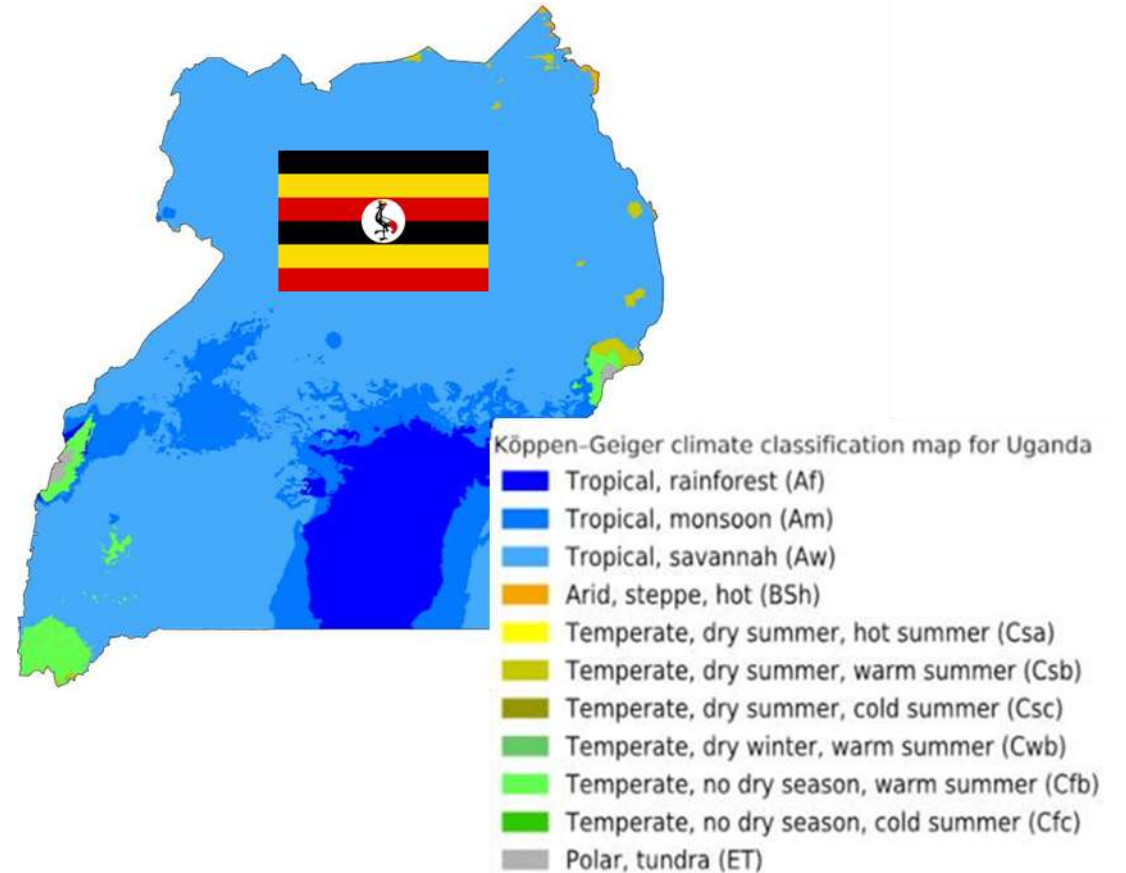 Köppen–Geiger climate classification map for Uganda
Tropical, rainforest (Af)
Tropical, monsoon (Am)
Tropical, savannah (Aw)
Arid, steppe, hot (BSh)
Temperate, dry summer, hot summer (Csa)
Temperate, dry summer, warm summer (Csb)
Temperate, dry summer, cold summer (Csc)
Temperate, dry winter, warm summer (Cwb)
Temperate, no dry season, warm summer (Cfb)
Temperate, no dry season, cold summer (Cfc)
Polar, tundra (ET)